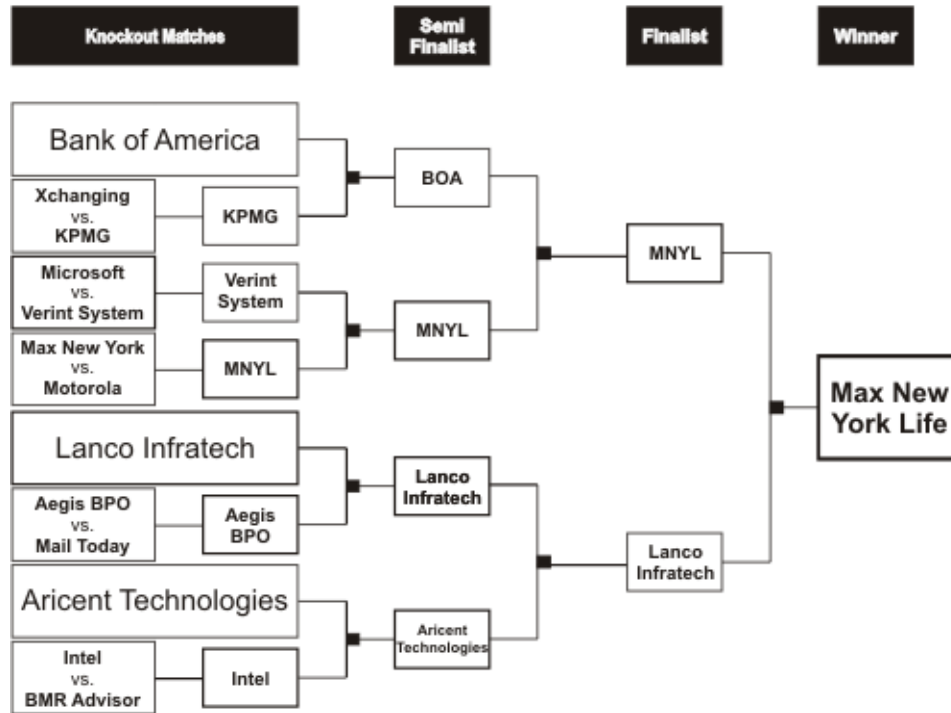 Knockout Matches
Semi
Finalist
Finalist
Winner
Bank of America
Xchanging
vs.
KPMG
KPMG
BOA
Microsoft
vs.
Verint System
Verint
System
MNYL
Max New York
vs.
Motorola
MNYL
MNYL
Max New
York Life
Lanco Infratech
Aegis BPO
vs.
Mail Today
Aegis
BPO
Lanco
Infratech
Lanco
Infratech
Aricent Technologies
Intel
vs.
BMR Advisor
Intel
Aricent
Technologies